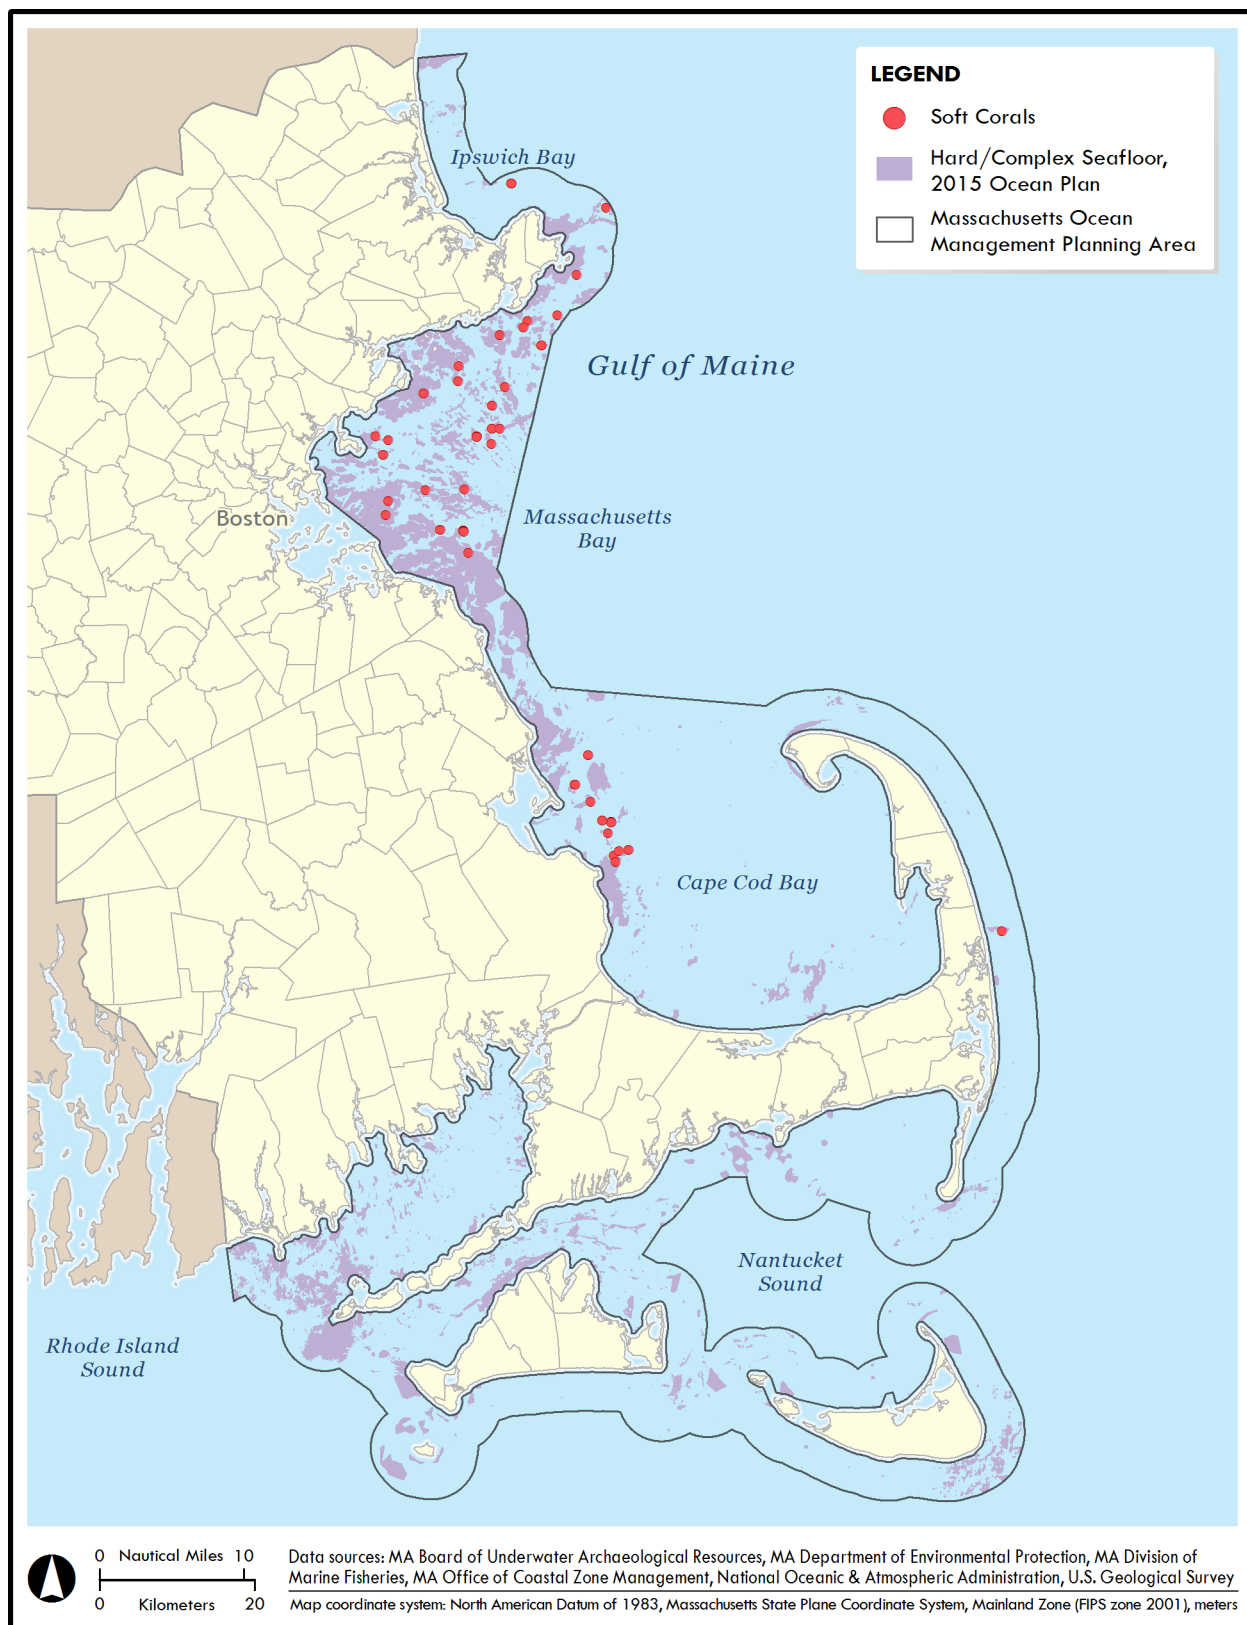 LEGEND
Soft Corals
Hard/Complex Seafloor,
2015 Ocean Plan
Massachusetts Ocean
Management Planning Area
Ipswich Bay
Gulf of Maine
Boston
Massachusetts
Bay
Cape Cod Bay
Nantucket
Sound
Rhode Island
Sound
0 Nautical Miles 10
0 Kilometers 20
Data sources: MA Board of Underwater Archaeological Resources, MA Department of Environmental Protection, MA Division of
Marine Fisheries, MA Office of Coastal Zone Management, National Oceanic & Atmospheric Administration, U.S. Geological Survey
Map coordinate system: North American Datum of 1983, Massachusetts State Plane Coordinate System, Mainland Zone (FIPS zone 2001), meters